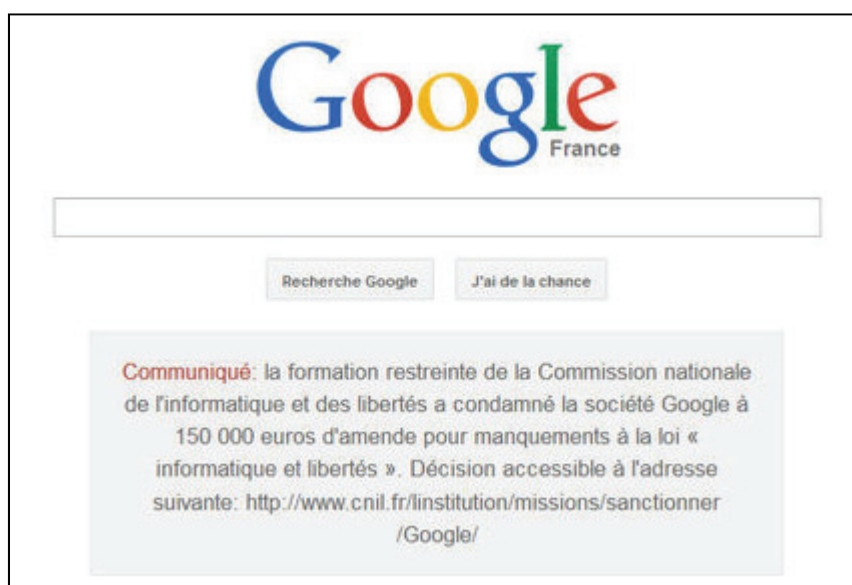 Google
France
Recherche Google
J'ai de la chance
Communiqué: la formation restreinte de la Commission nationale
de l'informatique et des libertés a condamné la société Google à
150 000 euros d'amende pour manquements à la loi «
informatique et libertés ». Décision accessible à l'adresse
suivante: http://www.cnil.fr/linstitution/missions/sanctionner
/Google/